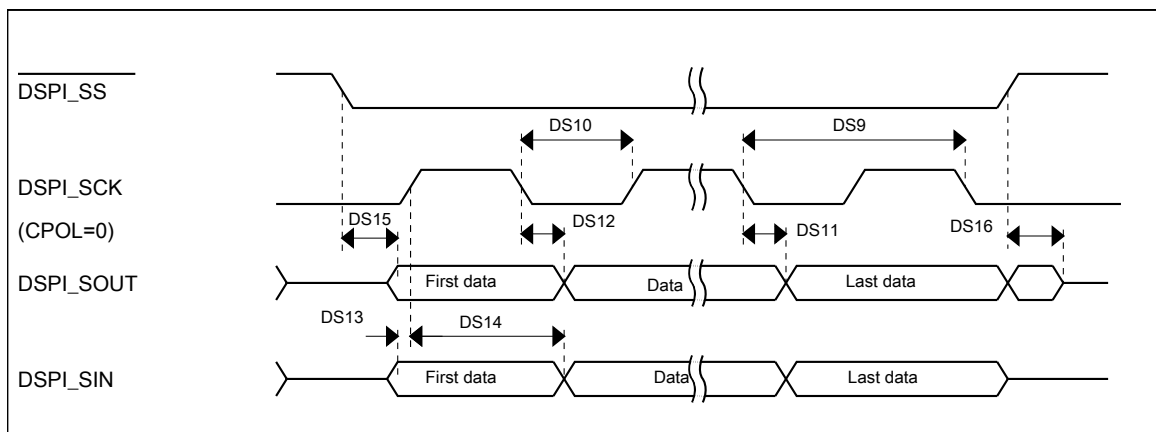 DSPI_SS
DS10
DS9
DSPI_SCK
(CPOL=0)
DS15
DS12
DS11
DS16
DSPI_SOUT
First data
Data
Last data
DS13
DS14
DSPI_SIN
First data
Data
Last data